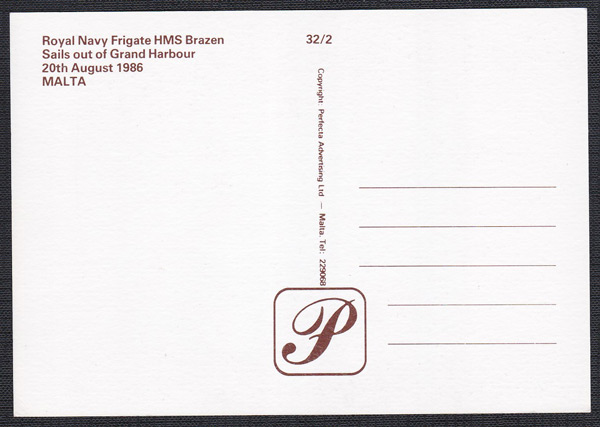 Royal Navy Frigate HMS Brazen
Sails out of Grand Harbour
20th August 1986
MALTA
32/2
Copyright: Perfecta Advertising Ltd — Malta. Tel: 229068
P